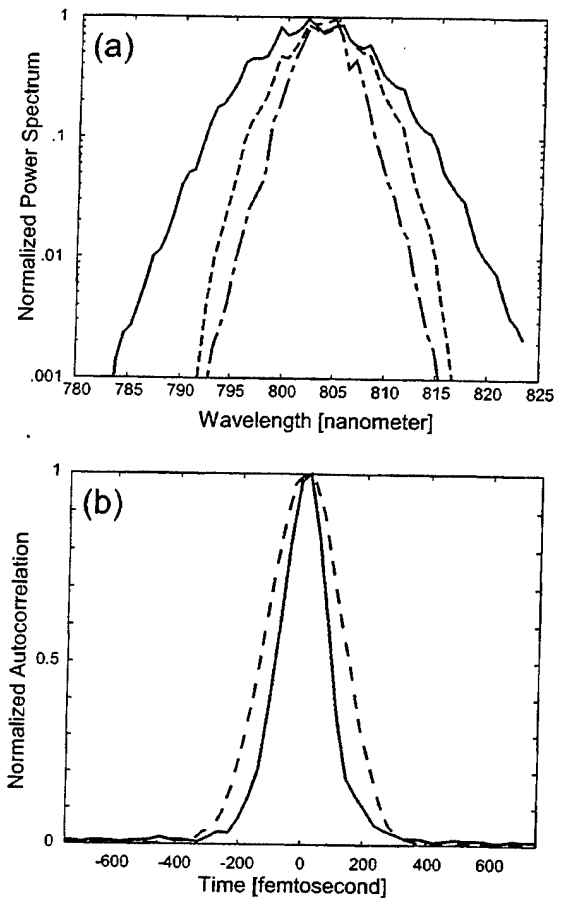 (a)
Normalized Power Spectrum
1
.1
.01
.001
780 785 790 795 800 805 810 815 820 825
Wavelength [nanometer]
(b)
Normalized Autocorrelation
1
0.5
0
-600 -400 -200 0 200 400 600
Time [femtosecond]